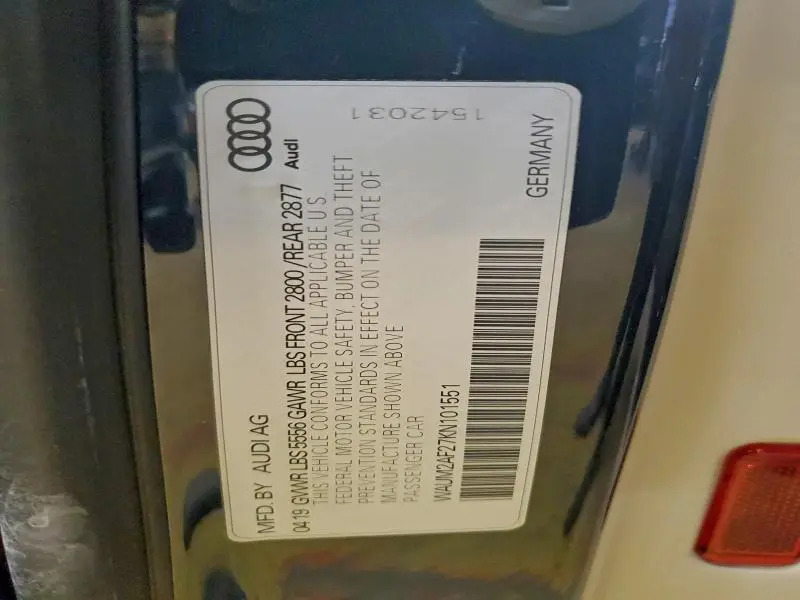 MFD. BY AUDI AG
Audi
0419 GVWR LBS 5556 GAWR LBS FRONT 2800 / REAR 2877
THIS VEHICLE CONFORMS TO ALL APPLICABLE U.S.
FEDERAL MOTOR VEHICLE SAFETY, BUMPER AND THEFT
PREVENTION STANDARDS IN EFFECT ON THE DATE OF
MANUFACTURE SHOWN ABOVE
PASSENGER CAR
1542031
WAUM2AF27KN101551
GERMANY